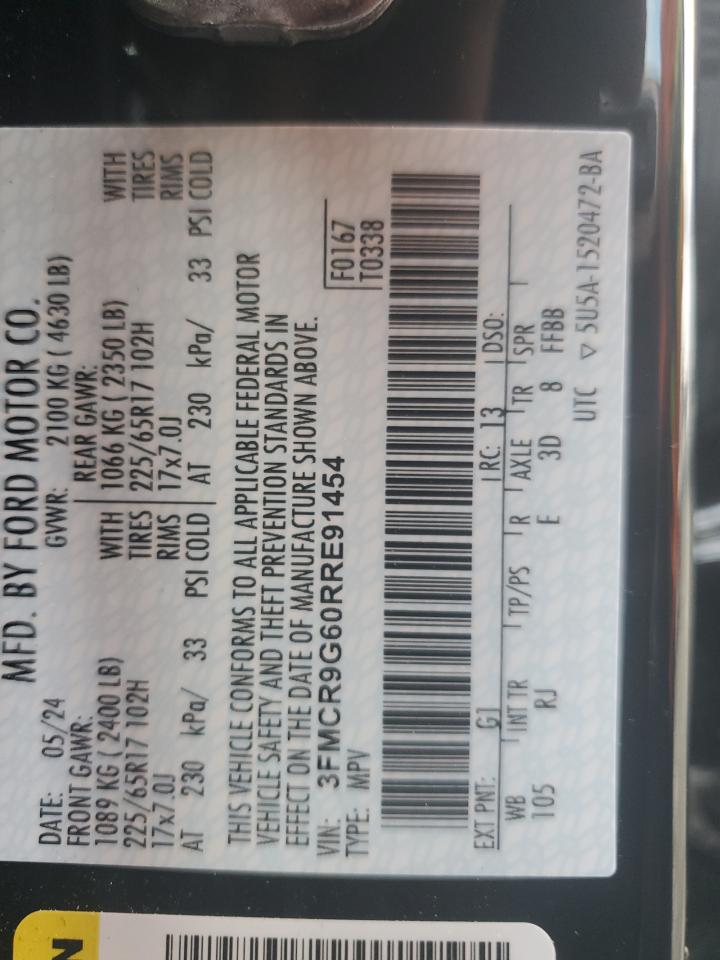 MFD. BY FORD MOTOR CO.
DATE: 05/24 GVWR: 2100 KG ( 4630 LB)
FRONT GAWR: REAR GAWR:
1089 KG ( 2400 LB) WITH 1066 KG ( 2350 LB) WITH
225/65R17 102H TIRES 225/65R17 102H TIRES
17x7.0J RIMS 17x7.0J RIMS
AT 230 kPa/ 33 PSI COLD AT 230 kPa/ 33 PSI COLD
THIS VEHICLE CONFORMS TO ALL APPLICABLE FEDERAL MOTOR
VEHICLE SAFETY AND THEFT PREVENTION STANDARDS IN
EFFECT ON THE DATE OF MANUFACTURE SHOWN ABOVE.
VIN: 3FMCR9G60RRE91454 F0167
TYPE: MPV T0338
EXT PNT: G1 RC: 13 DSO:
WB INT TR TP/PS R AXLE TR SPR
105 RJ E 3D 8 FFBB
UTC ▽ 5U5A-1520472-BA
N